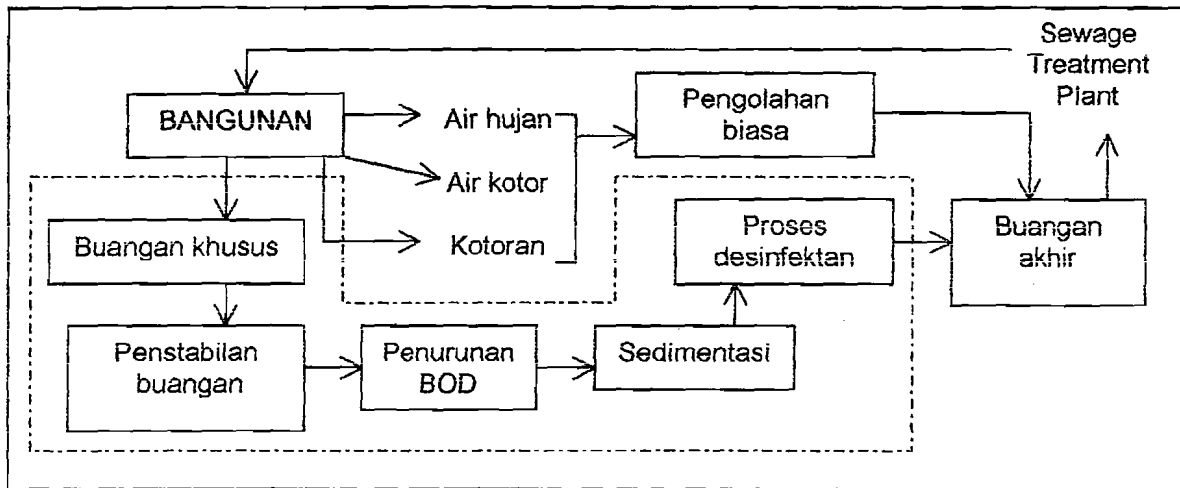 Sewage
Treatment
Plant
BANGUNAN
Air hujan
Air kotor
Kotoran
Pengolahan
biasa
Buangan khusus
Proses
desinfektan
Buangan
akhir
Penstabilan
buangan
Penurunan
BOD
Sedimentasi